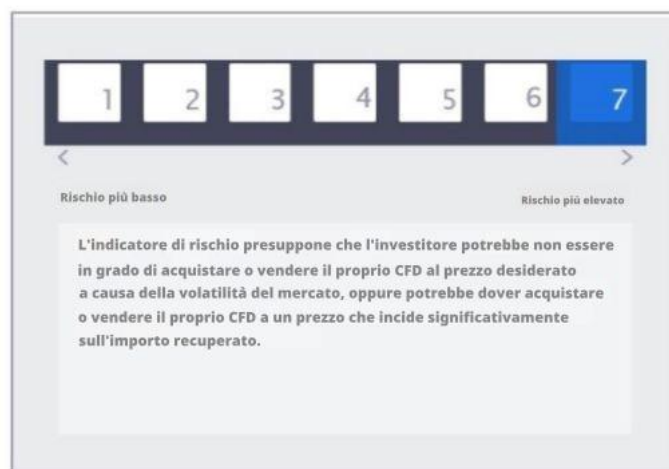 1 2 3 4 5 6 7
< >
Rischio più basso Rischio più elevato
L'indicatore di rischio presuppone che l'investitore potrebbe non essere
in grado di acquistare o vendere il proprio CFD al prezzo desiderato
a causa della volatilità del mercato, oppure potrebbe dover acquistare
o vendere il proprio CFD a un prezzo che incide significativamente
sull'importo recuperato.